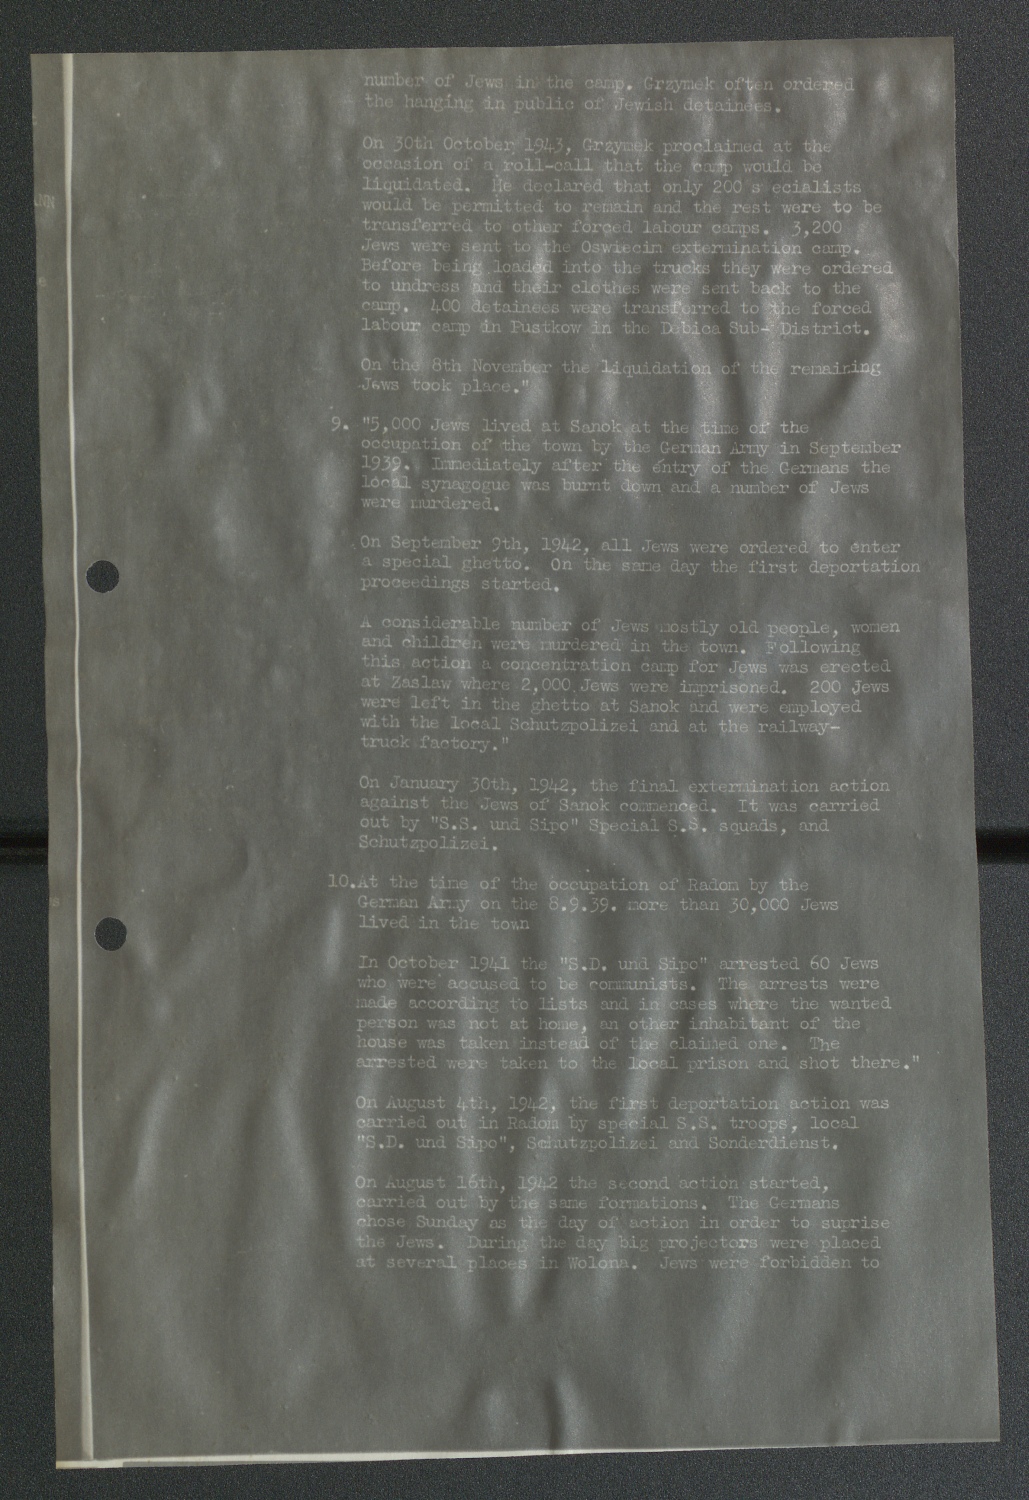 number of Jews in the camp. Grzymek often ordered
the hanging in public of Jewish detainees.
On 30th October 1943, Grzymek proclaimed at the
occasion of a roll-call that the camp would be
liquidated. He declared that only 200 s ecialists
would be permitted to remain and the rest were to be
transferred to other forced labour camps. 3,200
Jews were sent to the Oswiecim extermination camp.
Before being loaded into the trucks they were ordered
to undress and their clothes were sent back to the
camp. 400 detainees were transferred to the forced
labour camp in Pustkow in the Debica Sub- District.
On the 8th November the liquidation of the remaining
Jews took place."
9. "5,000 Jews lived at Sanok at the time of the
occupation of the town by the German Army in September
1939. Immediately after the entry of the Germans the
local synagogue was burnt down and a number of Jews
were murdered.
On September 9th, 1942, all Jews were ordered to enter
a special ghetto. On the same day the first deportation
proceedings started.
A considerable number of Jews mostly old people, women
and children were murdered in the town. Following
this action a concentration camp for Jews was erected
at Zaslaw where 2,000 Jews were imprisoned. 200 Jews
were left in the ghetto at Sanok and were employed
with the local Schutzpolizei and at the railway-
truck factory."
On January 30th, 1942, the final extermination action
against the Jews of Sanok commenced. It was carried
out by "S.S. und Sipo" Special S.S. squads, and
Schutzpolizei.
10.At the time of the occupation of Radom by the
German Army on the 8.9.39. more than 30,000 Jews
lived in the town
In October 1941 the "S.D. und Sipo" arrested 60 Jews
who were accused to be communists. The arrests were
made according to lists and in cases where the wanted
person was not at home, an other inhabitant of the
house was taken instead of the claimed one. The
arrested were taken to the local prison and shot there."
On August 4th, 1942, the first deportation action was
carried out in Radom by special S.S. troops, local
"S.D. und Sipo", Schutzpolizei and Sonderdienst.
On August 16th, 1942 the second action started,
carried out by the same formations. The Germans
chose Sunday as the day of action in order to suprise
the Jews. During the day big projectors were placed
at several places in Wolona. Jews were forbidden to